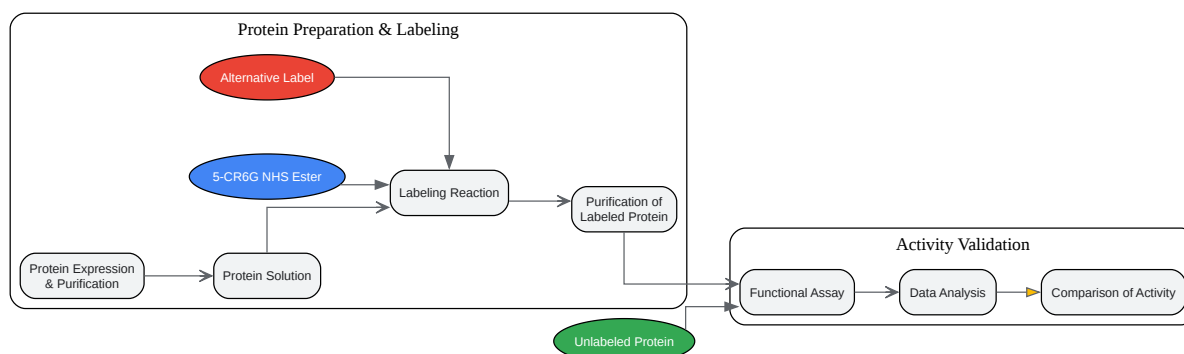 Protein Preparation & Labeling
Alternative Label
5-CR6G NHS Ester
Labeling Reaction
Purification of
Labeled Protein
Protein Expression
& Purification
Protein Solution
Activity Validation
Functional Assay
Data Analysis
Comparison of Activity
Unlabeled Protein